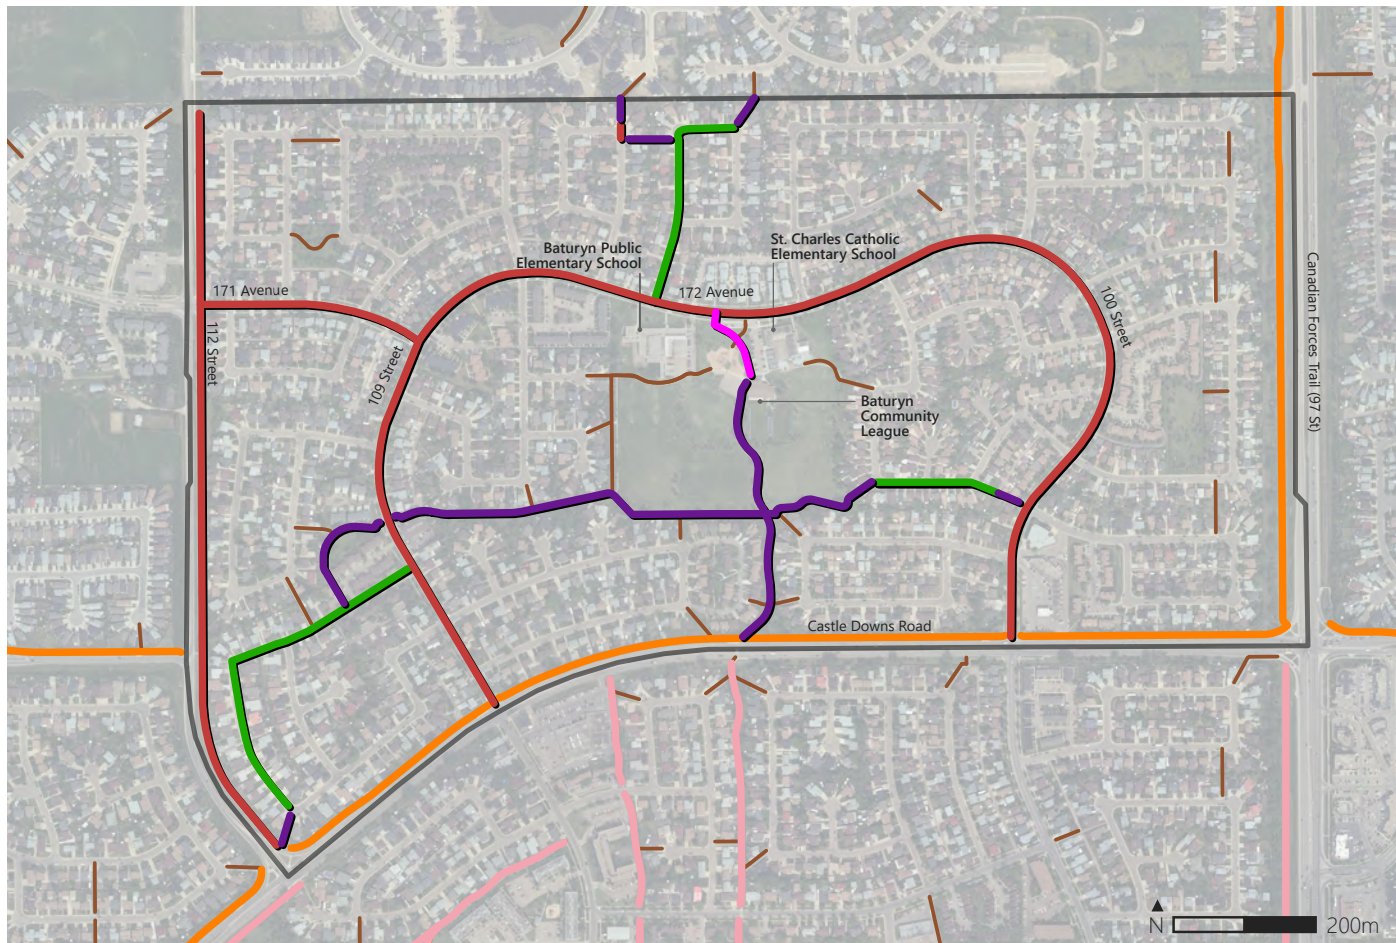 Baturyn Public
Elementary School
St. Charles Catholic
Elementary School
171 Avenue
172 Avenue
112 Street
109 Street
100 Street
Canadian Forces Trail (97 St)
Baturyn
Community
League
Castle Downs Road
N
200m